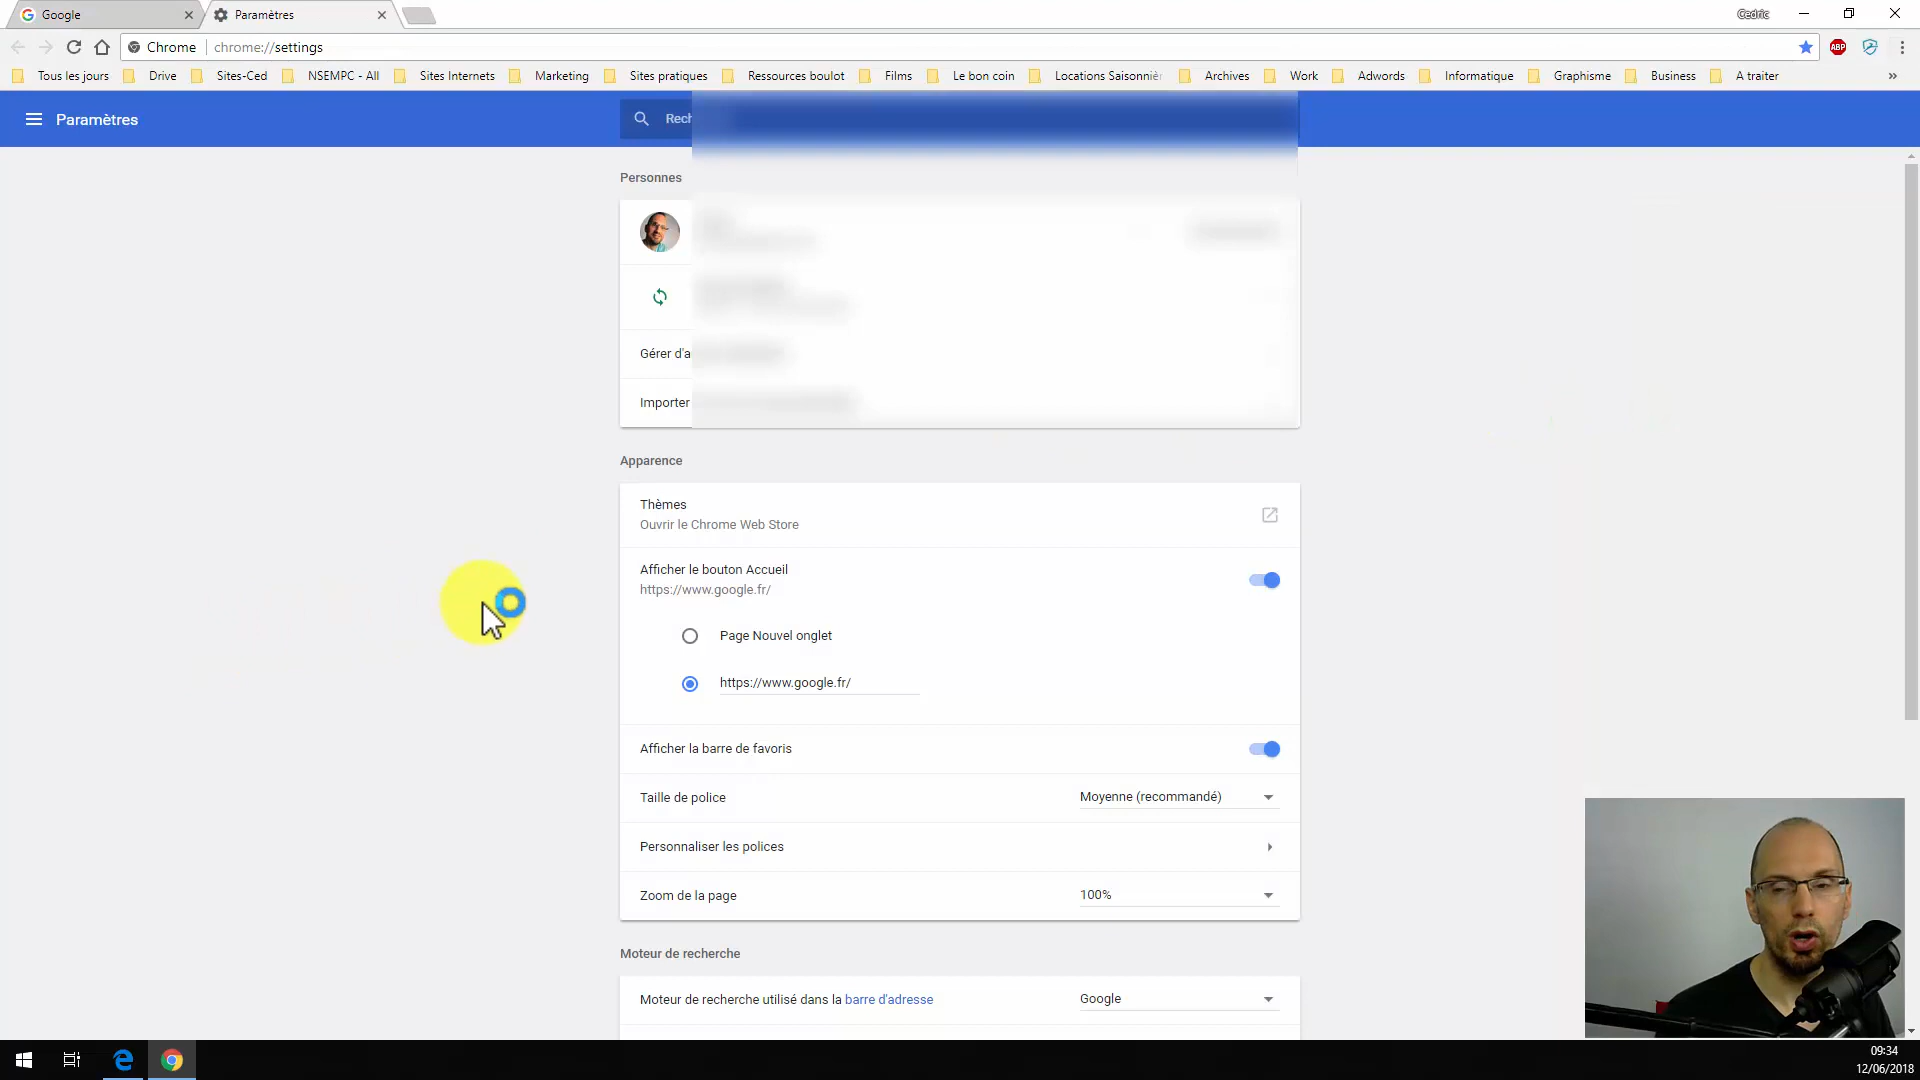 Google
Paramètres
Cedric
Chrome
chrome://settings
ABP
Tous les jours
Drive
Sites-Ced
NSEMPC - All
Sites Internets
Marketing
Sites pratiques
Ressources boulot
Films
Le bon coin
Locations Saisonnièr
Archives
Work
Adwords
Informatique
Graphisme
Business
A traiter
»
Paramètres
Rech
Personnes
Gérer d'a
Importer
Apparence
Thèmes
Ouvrir le Chrome Web Store
Afficher le bouton Accueil
https://www.google.fr/
Page Nouvel onglet
https://www.google.fr/
Afficher la barre de favoris
Taille de police
Moyenne (recommandé)
Personnaliser les polices
Zoom de la page
100%
Moteur de recherche
Moteur de recherche utilisé dans la barre d'adresse
Google
09:34
12/06/2018